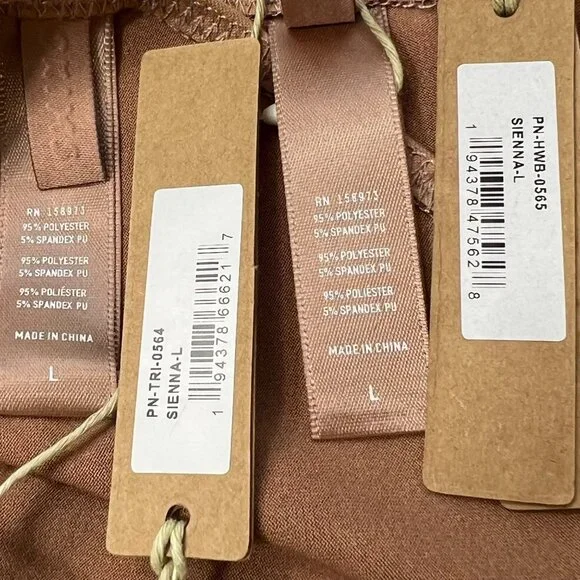 RN 158973
95% POLYESTER
5% SPANDEX PU
95% POLYESTER
5% SPANDEX PU
95% POLIÉSTER
5% SPANDEX PU
MADE IN CHINA
L
PN-TRI-0564
SIENNA-L
1 94378 66621 7
RN 158973
95% POLYESTER
5% SPANDEX PU
95% POLYESTER
5% SPANDEX PU
95% POLIÉSTER
5% SPANDEX PU
MADE IN CHINA
L
PN-HWB-0565
SIENNA-L
1 94378 47562 8